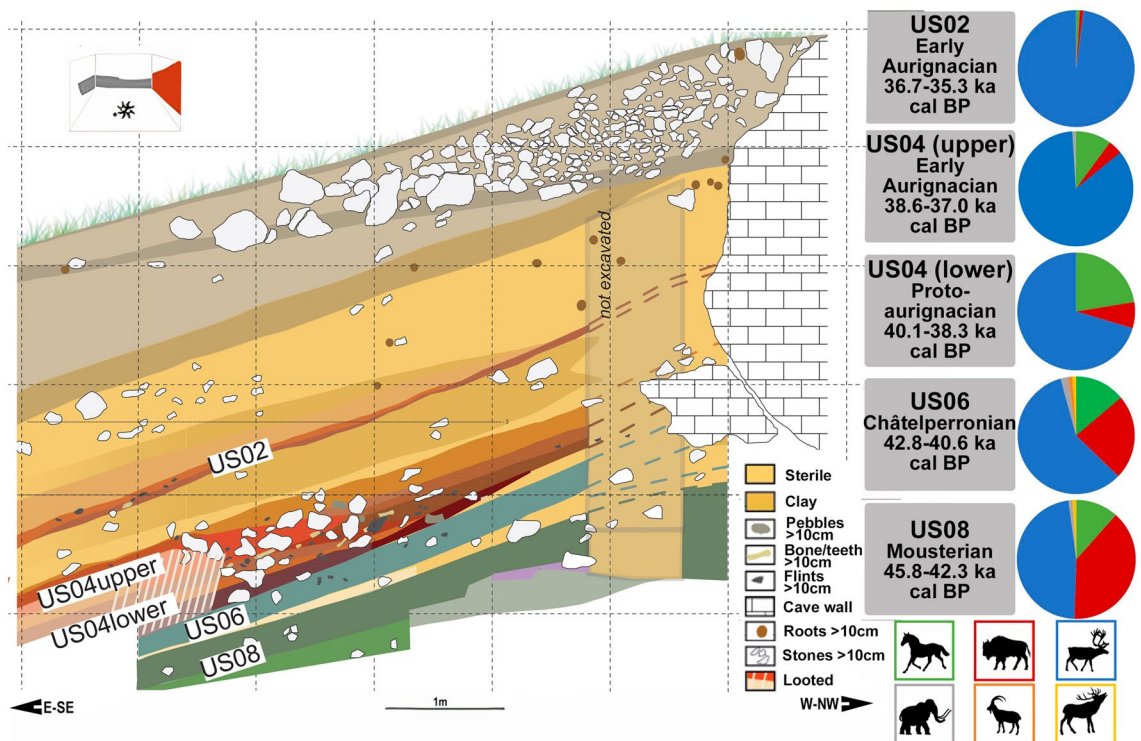 US02
Early
Aurignacian
36.7-35.3 ka
cal BP
US04 (upper)
Early
Aurignacian
38.6-37.0 ka
cal BP
US04 (lower)
Proto-
aurignacian
40.1-38.3 ka
cal BP
US06
Châtelperronian
42.8-40.6 ka
cal BP
US08
Mousterian
45.8-42.3 ka
cal BP
not excavated
US02
US04upper
US04lower
US06
US08
Sterile
Clay
Pebbles
>10cm
Bone/teeth
>10cm
Flints
>10cm
Cave wall
Roots >10cm
Stones >10cm
Looted
E-SE
1m
W-NW